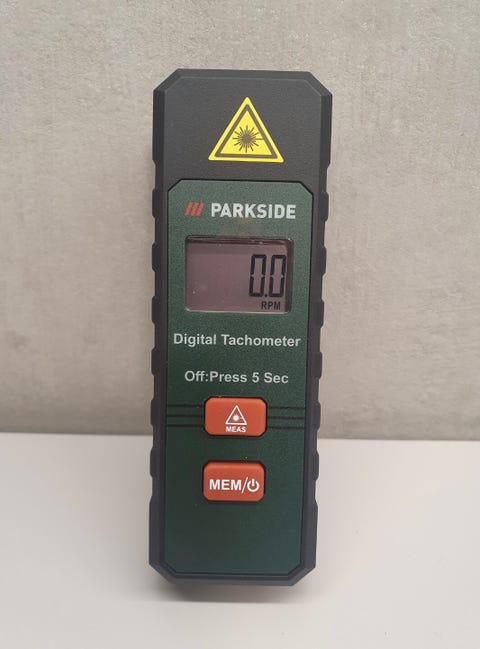 PARKSIDE
0.0
RPM
Digital Tachometer
Off:Press 5 Sec
MEAS
MEM/⏻